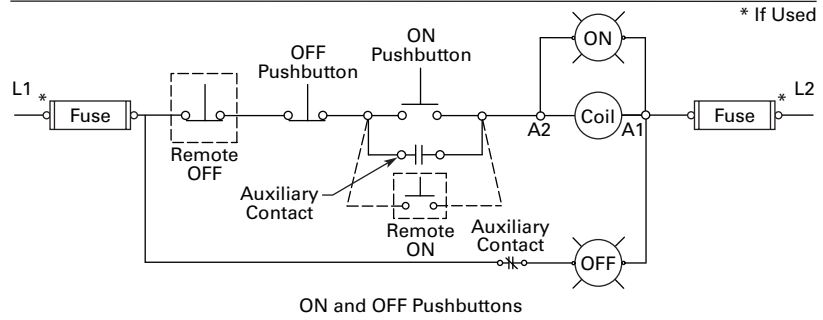 * If Used
ON
ON
Pushbutton
OFF
Pushbutton
L1
*
Fuse
Remote
OFF
A2
Coil
A1
Fuse
*
L2
Auxiliary
Contact
Remote
ON
Auxiliary
Contact
OFF
ON and OFF Pushbuttons